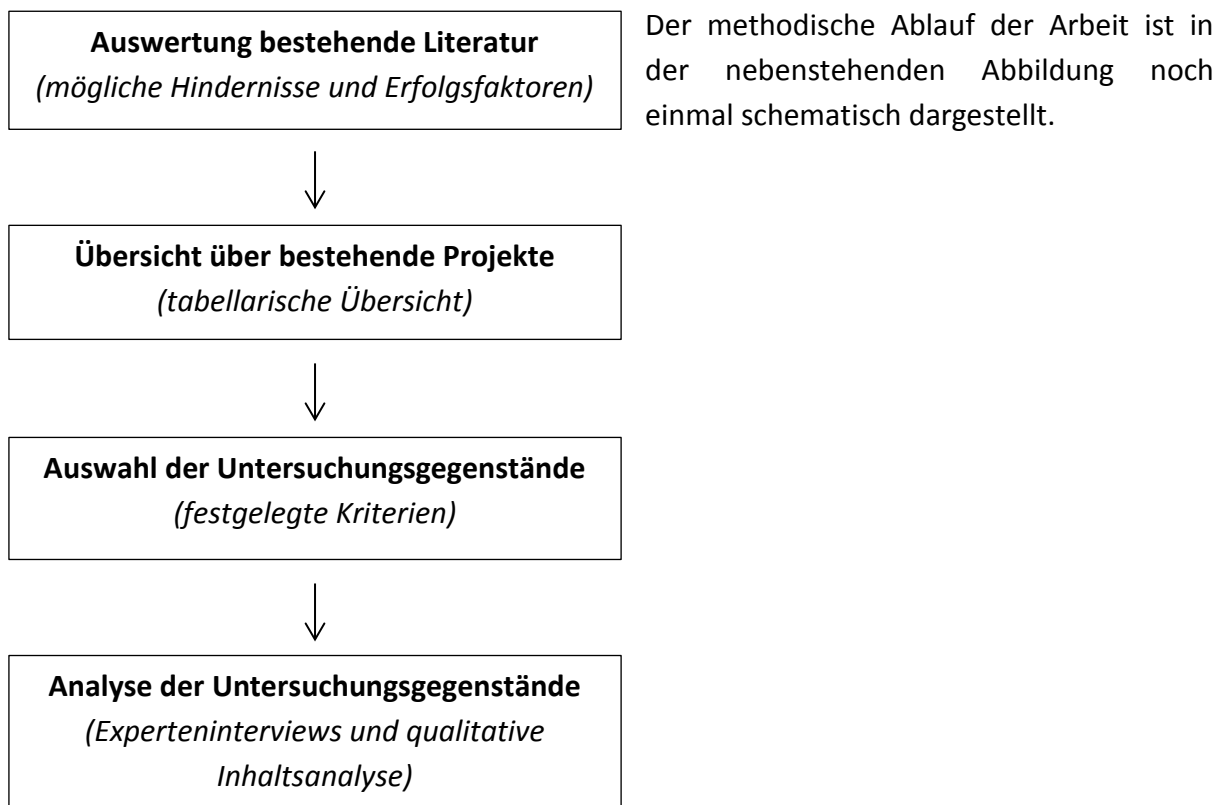 Auswertung bestehende Literatur
(mögliche Hindernisse und Erfolgsfaktoren)
Der methodische Ablauf der Arbeit ist in
der nebenstehenden Abbildung noch
einmal schematisch dargestellt.
Übersicht über bestehende Projekte
(tabellarische Übersicht)
Auswahl der Untersuchungsgegenstände
(festgelegte Kriterien)
Analyse der Untersuchungsgegenstände
(Experteninterviews und qualitative
Inhaltsanalyse)